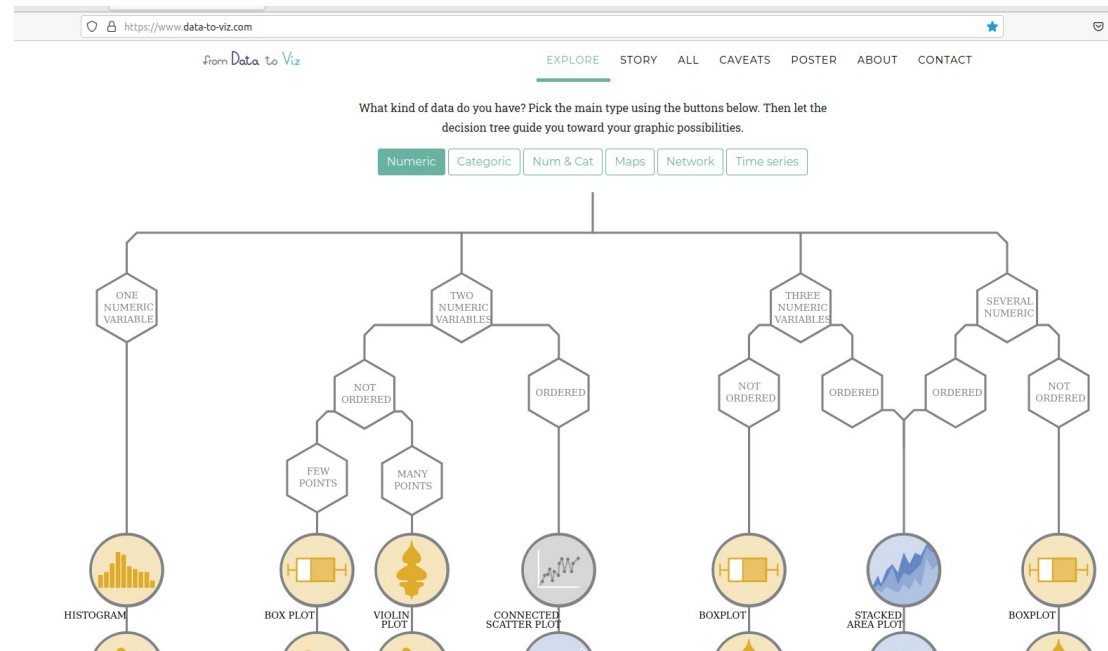 https://www.data-to-viz.com
from Data to Viz
EXPLORE STORY ALL CAVEATS POSTER ABOUT CONTACT
What kind of data do you have? Pick the main type using the buttons below. Then let the
decision tree guide you toward your graphic possibilities.
Numeric Categoric Num & Cat Maps Network Time series
ONE
NUMERIC
VARIABLE
TWO
NUMERIC
VARIABLES
THREE
NUMERIC
VARIABLES
SEVERAL
NUMERIC
NOT
ORDERED
ORDERED
NOT
ORDERED
ORDERED
ORDERED
NOT
ORDERED
FEW
POINTS
MANY
POINTS
HISTOGRAM
BOX PLOT
VIOLIN
PLOT
CONNECTED
SCATTER PLOT
BOXPLOT
STACKED
AREA PLOT
BOXPLOT